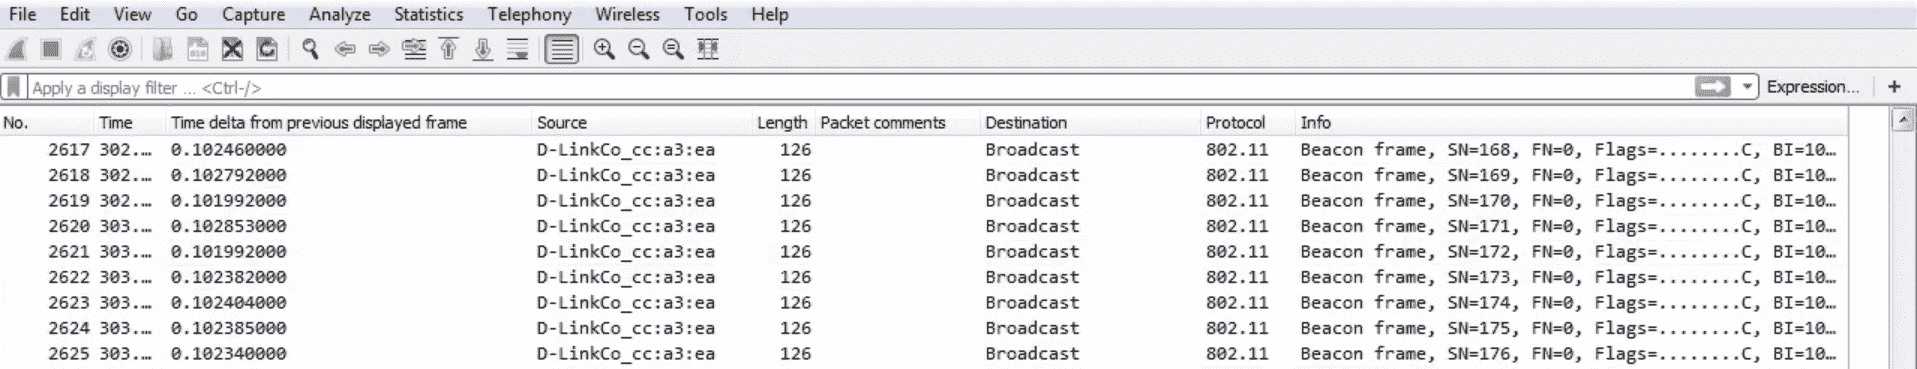 File Edit View Go Capture Analyze Statistics Telephony Wireless Tools Help
Apply a display filter ... <Ctrl-/> Expression... +
No. Time Time delta from previous displayed frame Source Length Packet comments Destination Protocol Info
2617 302.… 0.102460000 D-LinkCo_cc:a3:ea 126 Broadcast 802.11 Beacon frame, SN=168, FN=0, Flags=........C, BI=10…
2618 302.… 0.102792000 D-LinkCo_cc:a3:ea 126 Broadcast 802.11 Beacon frame, SN=169, FN=0, Flags=........C, BI=10…
2619 302.… 0.101992000 D-LinkCo_cc:a3:ea 126 Broadcast 802.11 Beacon frame, SN=170, FN=0, Flags=........C, BI=10…
2620 303.… 0.102853000 D-LinkCo_cc:a3:ea 126 Broadcast 802.11 Beacon frame, SN=171, FN=0, Flags=........C, BI=10…
2621 303.… 0.101992000 D-LinkCo_cc:a3:ea 126 Broadcast 802.11 Beacon frame, SN=172, FN=0, Flags=........C, BI=10…
2622 303.… 0.102382000 D-LinkCo_cc:a3:ea 126 Broadcast 802.11 Beacon frame, SN=173, FN=0, Flags=........C, BI=10…
2623 303.… 0.102404000 D-LinkCo_cc:a3:ea 126 Broadcast 802.11 Beacon frame, SN=174, FN=0, Flags=........C, BI=10…
2624 303.… 0.102385000 D-LinkCo_cc:a3:ea 126 Broadcast 802.11 Beacon frame, SN=175, FN=0, Flags=........C, BI=10…
2625 303.… 0.102340000 D-LinkCo_cc:a3:ea 126 Broadcast 802.11 Beacon frame, SN=176, FN=0, Flags=........C, BI=10…